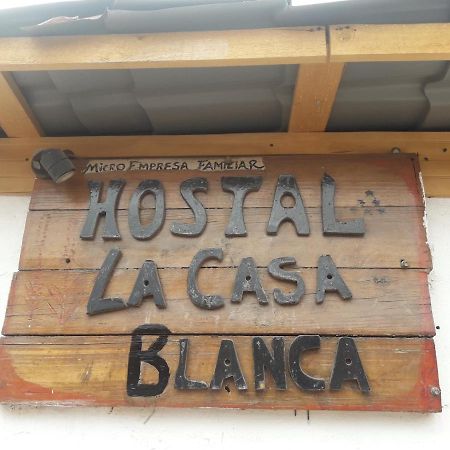 Micro Empresa Familiar
Hostal
La Casa
Blanca